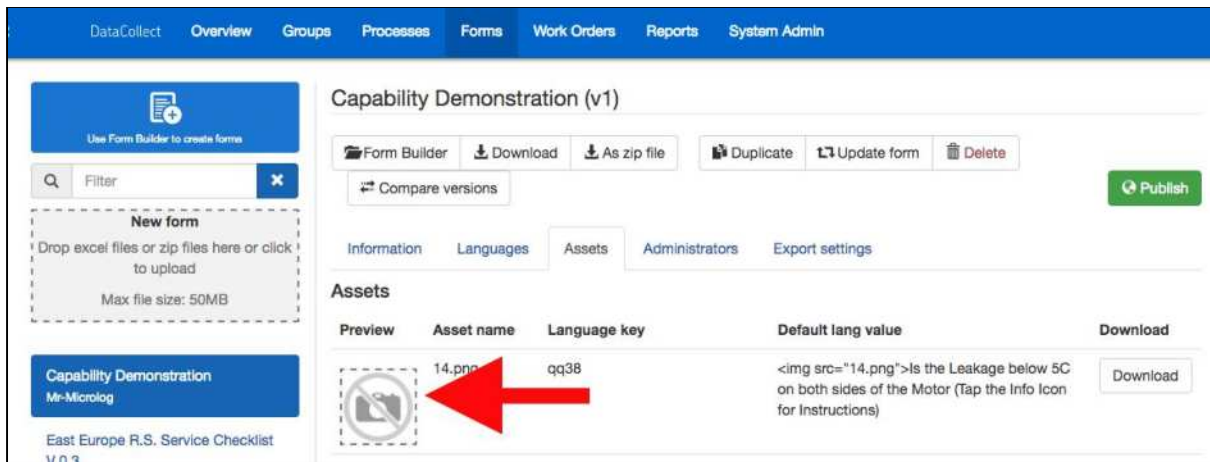 DataCollect Overview Groups Processes Forms Work Orders Reports System Admin
Use Form Builder to create forms
Filter
New form
Drop excel files or zip files here or click
to upload
Max file size: 50MB
Capability Demonstration
Mr-Microlog
East Europe R.S. Service Checklist
V 0.3
Capability Demonstration (v1)
Form Builder Download As zip file Duplicate Update form Delete
Compare versions
Publish
Information Languages Assets Administrators Export settings
Assets
Preview Asset name Language key Default lang value Download
14.png qq38 <img src="14.png">Is the Leakage below 5C Download
on both sides of the Motor (Tap the Info Icon
for Instructions)